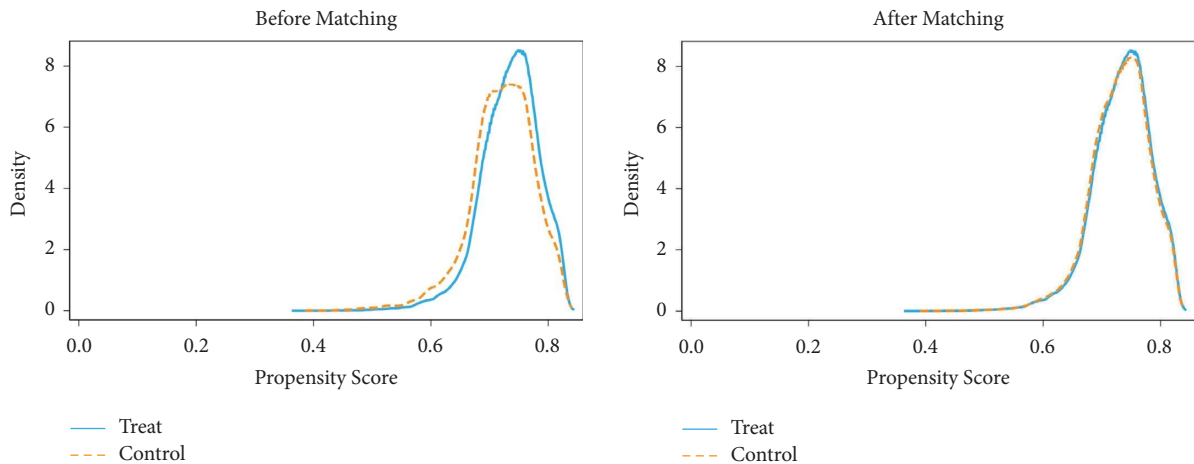 Before Matching
Density
8
6
4
2
0
0.0 0.2 0.4 0.6 0.8
Propensity Score
Treat
Control
After Matching
Density
8
6
4
2
0
0.0 0.2 0.4 0.6 0.8
Propensity Score
Treat
Control